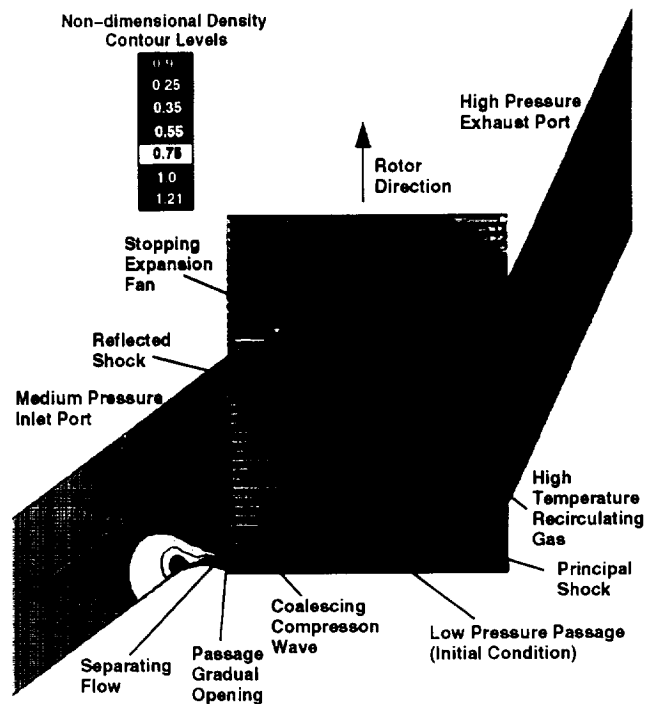 Non-dimensional Density
Contour Levels
0.25
0.35
0.55
0.75
1.0
1.21
High Pressure
Exhaust Port
Rotor
Direction
Stopping
Expansion
Fan
Reflected
Shock
Medium Pressure
Inlet Port
High
Temperature
Recirculating
Gas
Principal
Shock
Coalescing
Compresson
Wave
Low Pressure Passage
(Initial Condition)
Separating
Flow
Passage
Gradual
Opening